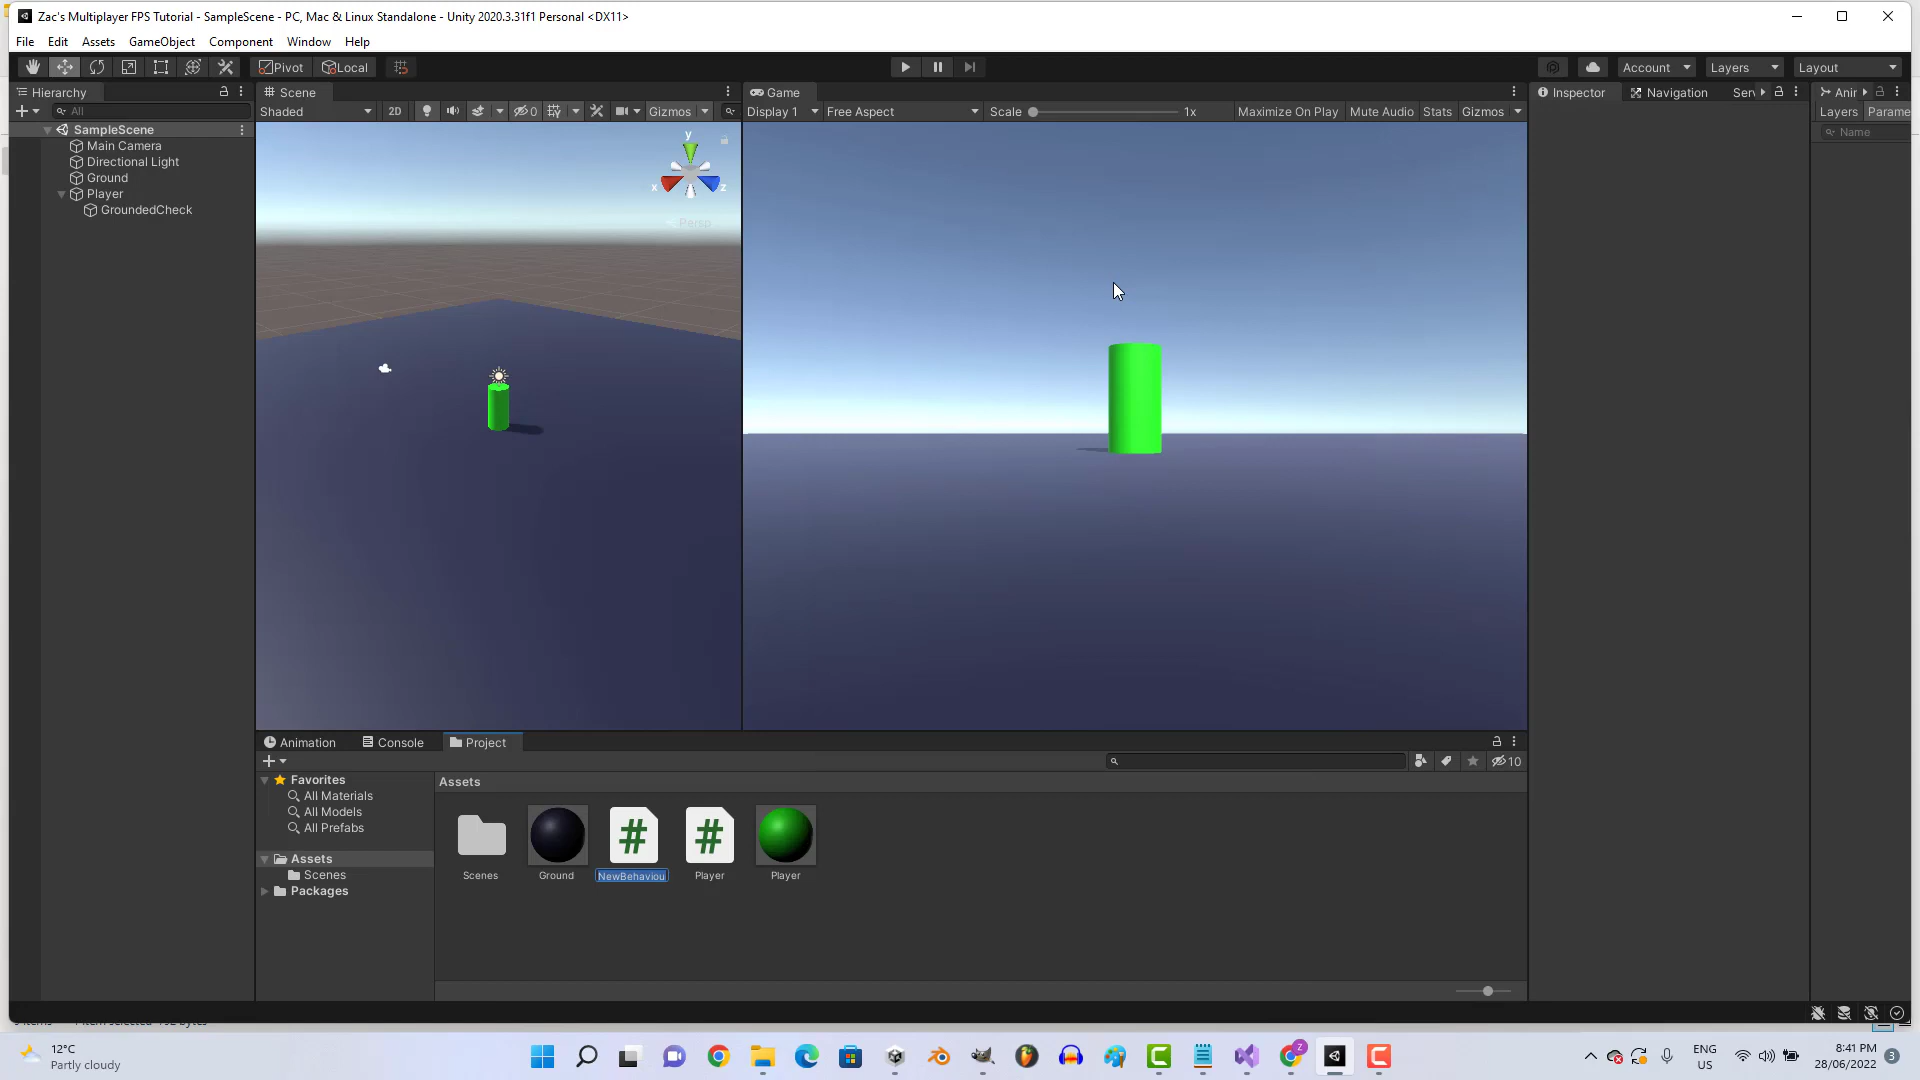 Zac's Multiplayer FPS Tutorial - SampleScene - PC, Mac & Linux Standalone - Unity 2020.3.31f1 Personal <DX11>
File Edit Assets GameObject Component Window Help
Pivot Local Account Layers Layout
Hierarchy
All
SampleScene
Main Camera
Directional Light
Ground
Player
GroundedCheck
Scene
Shaded 2D 0 Gizmos
y
x z
Persp
Game
Display 1 Free Aspect Scale 1x Maximize On Play Mute Audio Stats Gizmos
Inspector Navigation Ser
Layers Parame
Name
Animation Console Project
10
Favorites
All Materials
All Models
All Prefabs
Assets
Scenes
Packages
Assets
Scenes Ground NewBehaviou Player Player
12°C
Partly cloudy
Z
ENG
US
8:41 PM
28/06/2022
3